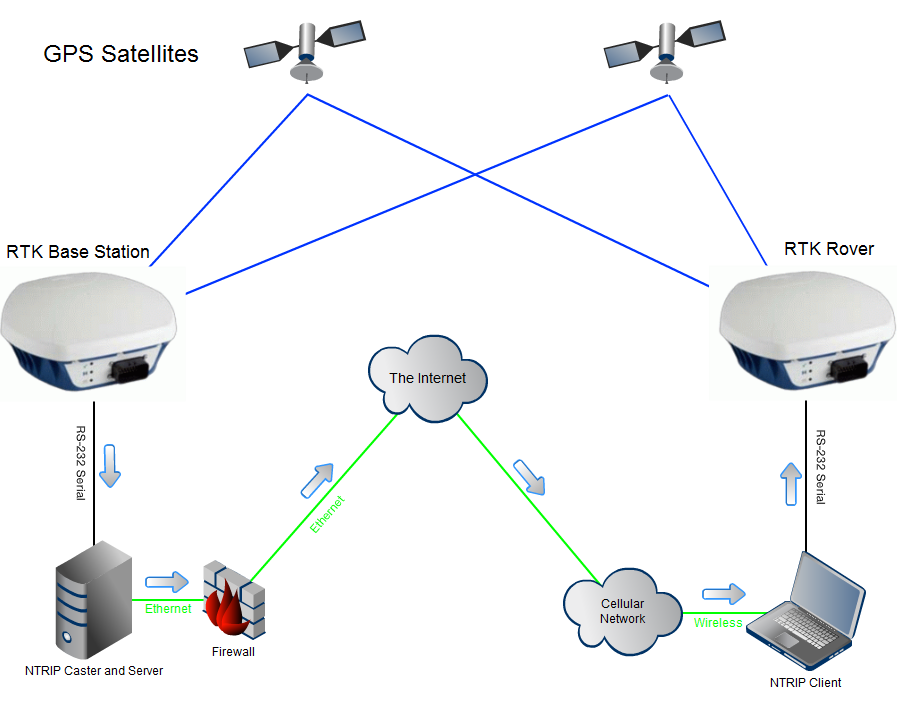 GPS Satellites
RTK Base Station
RTK Rover
The Internet
RS-232 Serial
RS-232 Serial
Ethernet
Ethernet
Cellular
Network
Wireless
Firewall
NTRIP Caster and Server
NTRIP Client